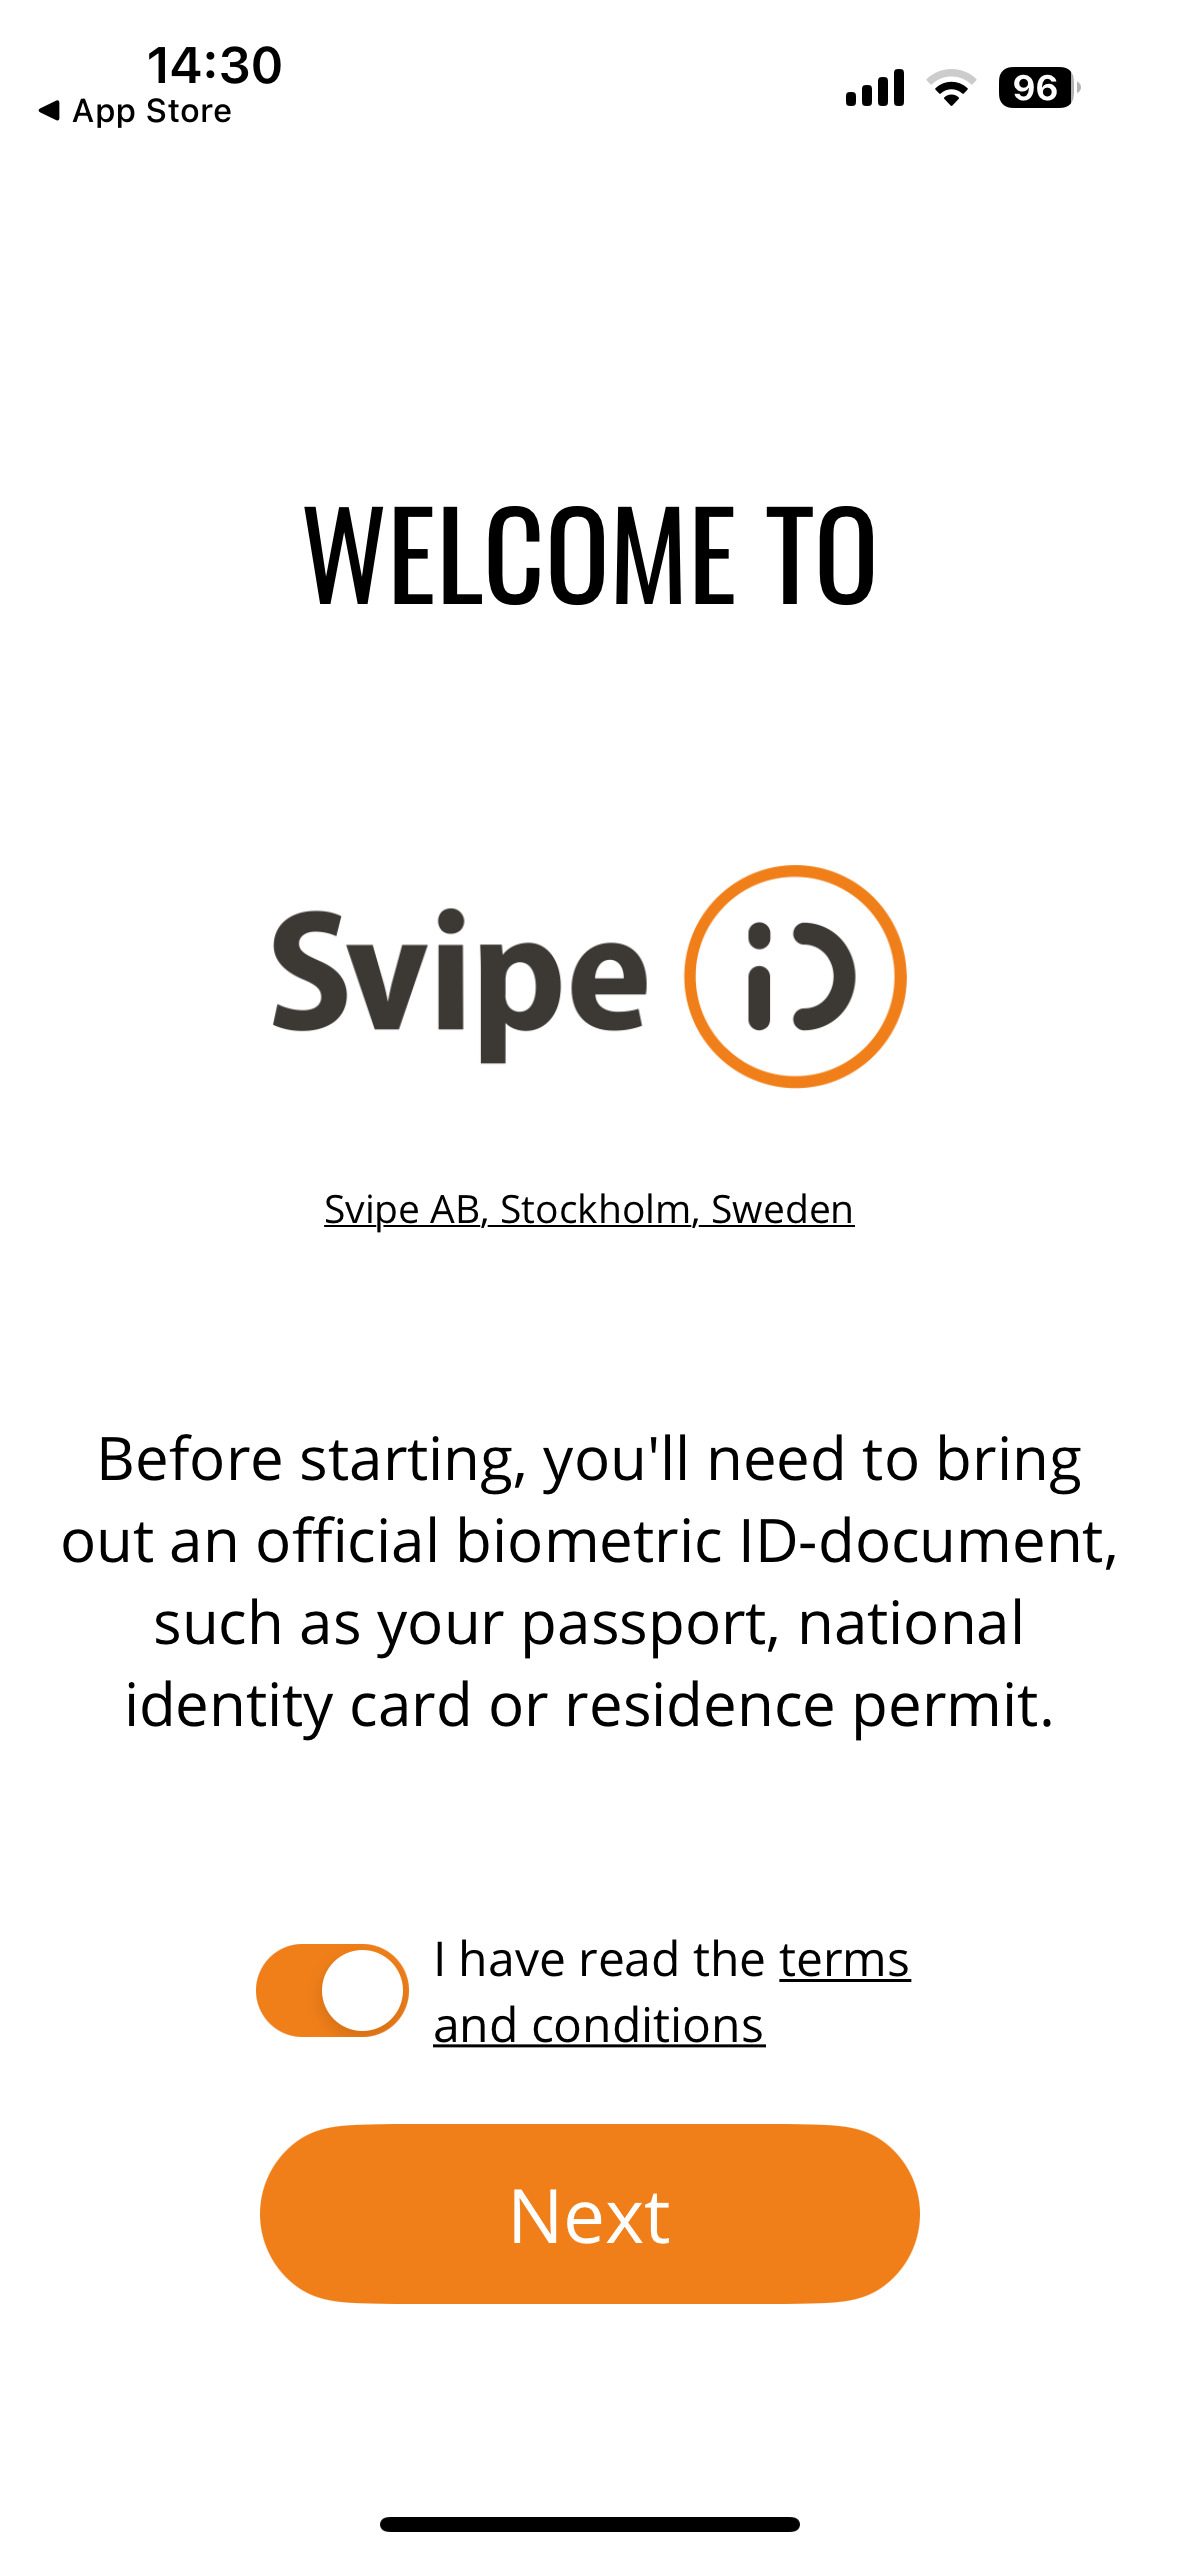 14:30
◀ App Store
96
WELCOME TO
Svipe iD
Svipe AB, Stockholm, Sweden
Before starting, you'll need to bring
out an official biometric ID-document,
such as your passport, national
identity card or residence permit.
I have read the terms
and conditions
Next